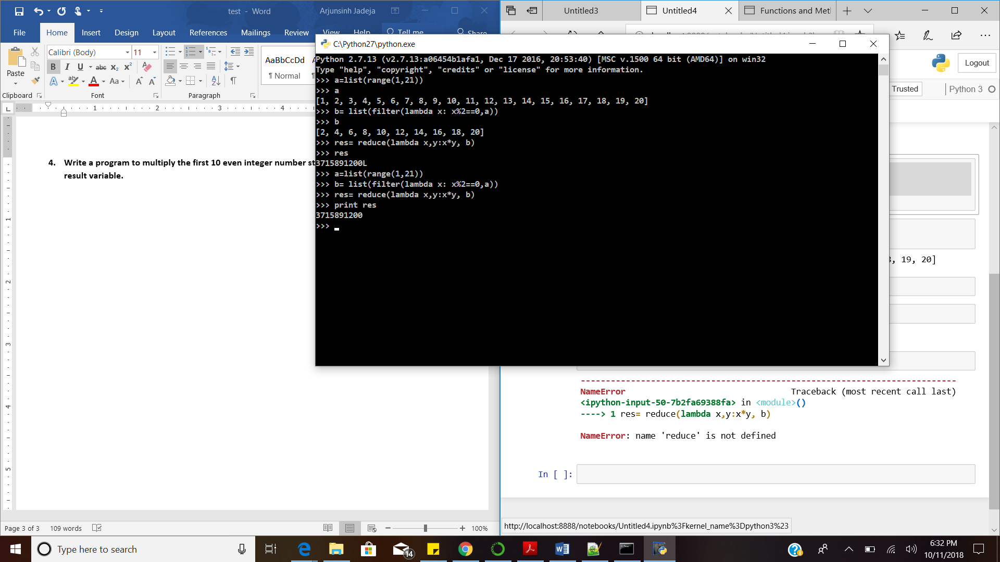 test - Word
Arjunsinh Jadeja
File Home Insert Design Layout References Mailings Review View Help Tell me Share
Paste
Calibri (Body) 11
AaBbCcDd
¶ Normal
Clipboard Font Paragraph
1 2 3 4
4. Write a program to multiply the first 10 even integer number
result variable.
Page 3 of 3 109 words 100%
Untitled3 Untitled4 Functions and Met
C:\Python27\python.exe
Python 2.7.13 (v2.7.13:a06454b1afa1, Dec 17 2016, 20:53:40) [MSC v.1500 64 bit (AMD64)] on win32
Type "help", "copyright", "credits" or "license" for more information.
>>> a=list(range(1,21))
>>> a
[1, 2, 3, 4, 5, 6, 7, 8, 9, 10, 11, 12, 13, 14, 15, 16, 17, 18, 19, 20]
>>> b= list(filter(lambda x: x%2==0,a))
>>> b
[2, 4, 6, 8, 10, 12, 14, 16, 18, 20]
>>> res= reduce(lambda x,y:x*y, b)
>>> res
3715891200L
>>> a=list(range(1,21))
>>> b= list(filter(lambda x: x%2==0,a))
>>> res= reduce(lambda x,y:x*y, b)
>>> print res
3715891200
>>>
Logout
Trusted Python 3
, 19, 20]
NameError Traceback (most recent call last)
<ipython-input-50-7b2fa69388fa> in <module>()
----> 1 res= reduce(lambda x,y:x*y, b)
NameError: name 'reduce' is not defined
In [ ]:
http://localhost:8888/notebooks/Untitled4.ipynb%3Fkernel_name%3Dpython3%23
Type here to search
14
6:32 PM
10/11/2018